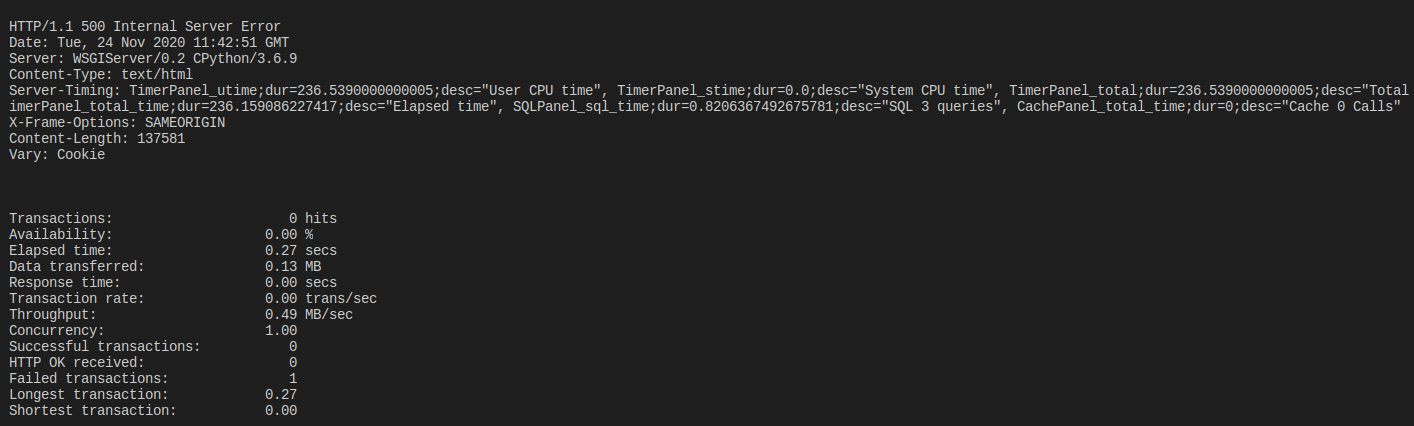 HTTP/1.1 500 Internal Server Error
Date: Tue, 24 Nov 2020 11:42:51 GMT
Server: WSGIServer/0.2 CPython/3.6.9
Content-Type: text/html
Server-Timing: TimerPanel_utime;dur=236.5390000000005;desc="User CPU time", TimerPanel_stime;dur=0.0;desc="System CPU time", TimerPanel_total;dur=236.5390000000005;desc="Total
imerPanel_total_time;dur=236.159086227417;desc="Elapsed time", SQLPanel_sql_time;dur=0.8206367492675781;desc="SQL 3 queries", CachePanel_total_time;dur=0;desc="Cache 0 Calls"
X-Frame-Options: SAMEORIGIN
Content-Length: 137581
Vary: Cookie
Transactions: 0 hits
Availability: 0.00 %
Elapsed time: 0.27 secs
Data transferred: 0.13 MB
Response time: 0.00 secs
Transaction rate: 0.00 trans/sec
Throughput: 0.49 MB/sec
Concurrency: 1.00
Successful transactions: 0
HTTP OK received: 0
Failed transactions: 1
Longest transaction: 0.27
Shortest transaction: 0.00